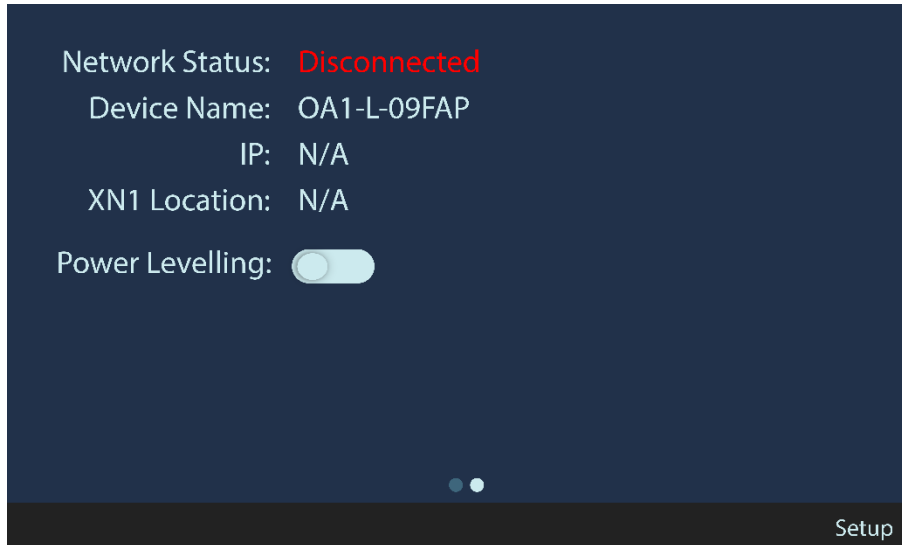 Network Status: Disconnected
Device Name: OA1-L-09FAP
IP: N/A
XN1 Location: N/A
Power Levelling:
Setup